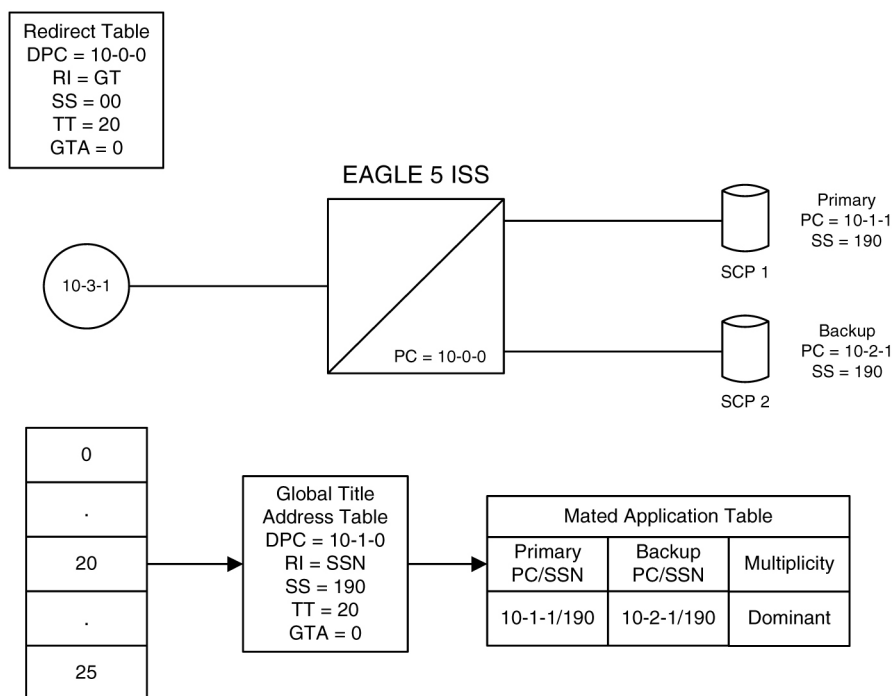 Redirect Table
DPC = 10-0-0
RI = GT
SS = 00
TT = 20
GTA = 0
EAGLE 5 ISS
10-3-1
PC = 10-0-0
SCP 1
Primary
PC = 10-1-1
SS = 190
SCP 2
Backup
PC = 10-2-1
SS = 190
0
.
20
.
25
Global Title
Address Table
DPC = 10-1-0
RI = SSN
SS = 190
TT = 20
GTA = 0
Mated Application Table
Primary
PC/SSN
Backup
PC/SSN
Multiplicity
10-1-1/190
10-2-1/190
Dominant